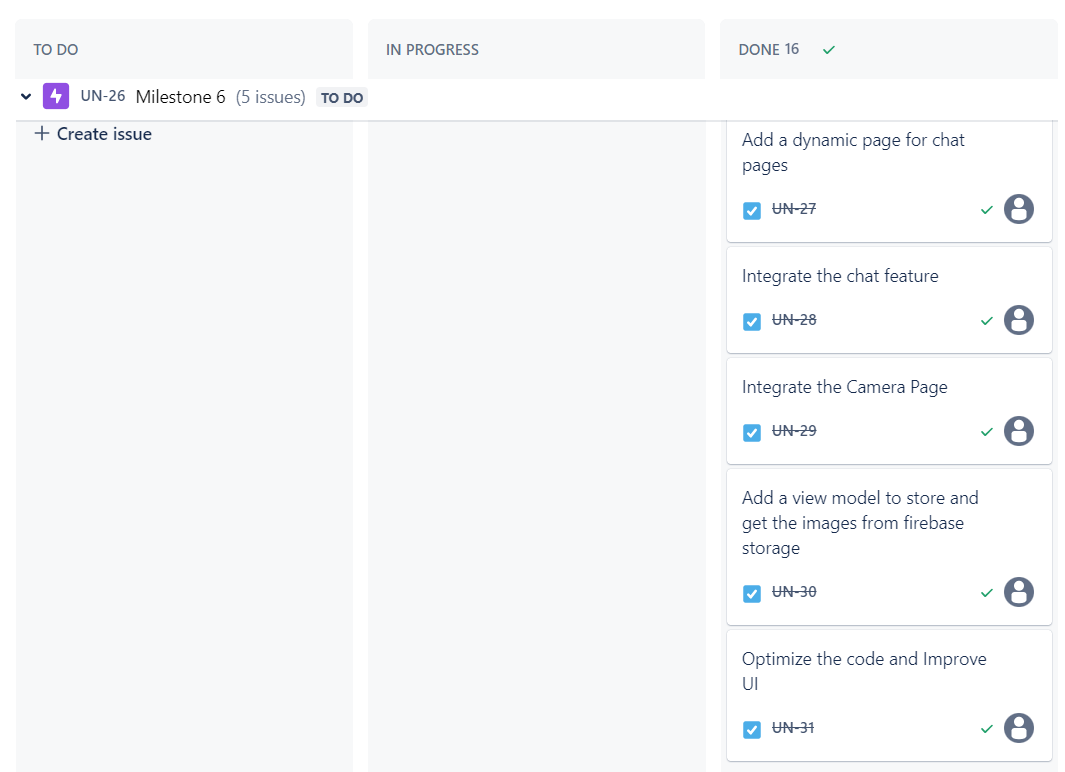 TO DO
IN PROGRESS
DONE 16
UN-26 Milestone 6 (5 issues) TO DO
+ Create issue
Add a dynamic page for chat
pages
UN-27
Integrate the chat feature
UN-28
Integrate the Camera Page
UN-29
Add a view model to store and
get the images from firebase
storage
UN-30
Optimize the code and Improve
UI
UN-31